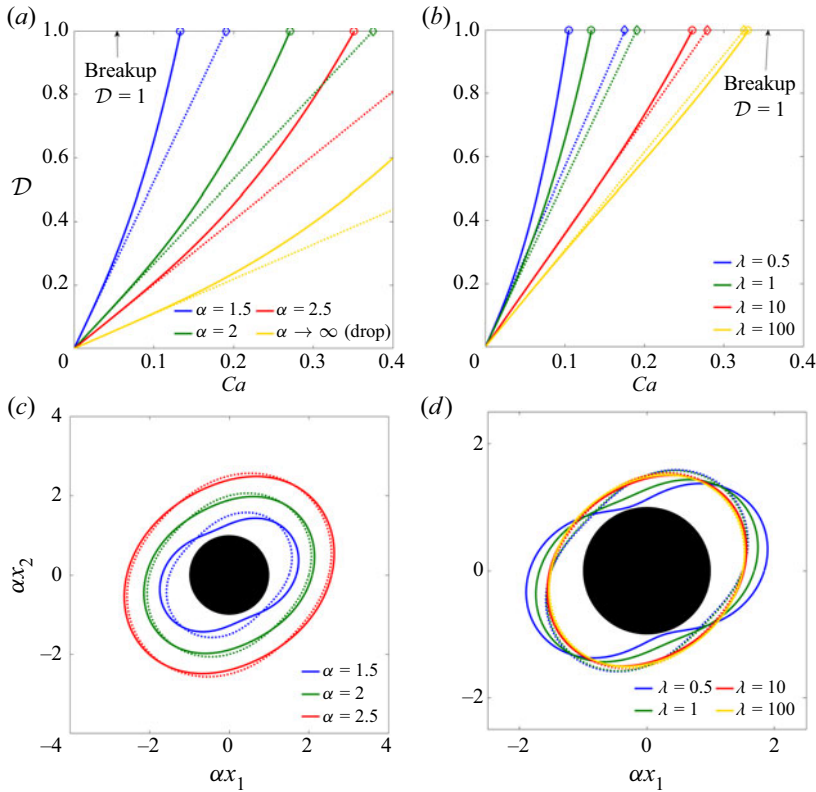 (a)
1.0
0.8
0.6
0.4
0.2
0
0.1
0.2
0.3
0.4
𝒟
Ca
Breakup
𝒟 = 1
α = 1.5
α = 2.5
α = 2
α → ∞ (drop)
(b)
1.0
0.8
0.6
0.4
0.2
0
0.1
0.2
0.3
0.4
Ca
Breakup
𝒟 = 1
λ = 0.5
λ = 1
λ = 10
λ = 100
(c)
4
2
0
−2
−4
−4
−2
0
2
4
αx₂
αx₁
α = 1.5
α = 2
α = 2.5
(d)
2
0
−2
−2
0
2
αx₁
λ = 0.5
λ = 10
λ = 1
λ = 100